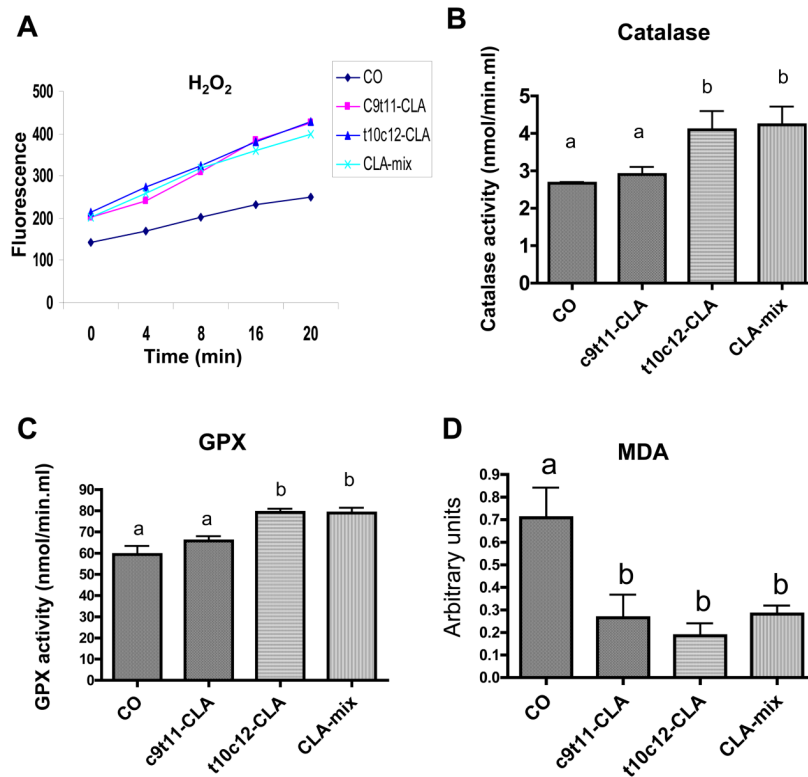 A
H2O2
CO
C9t11-CLA
t10c12-CLA
CLA-mix
Fluorescence
500
400
300
200
100
0
0 4 8 16 20
Time (min)
B
Catalase
Catalase activity (nmol/min.ml)
5
4
3
2
1
0
a a b b
CO c9t11-CLA t10c12-CLA CLA-mix
C
GPX
GPX activity (nmol/min.ml)
90
80
70
60
50
40
30
20
10
0
a a b b
CO c9t11-CLA t10c12-CLA CLA-mix
D
MDA
Arbitrary units
0.9
0.8
0.7
0.6
0.5
0.4
0.3
0.2
0.1
0.0
a b b b
CO c9t11-CLA t10c12-CLA CLA-mix